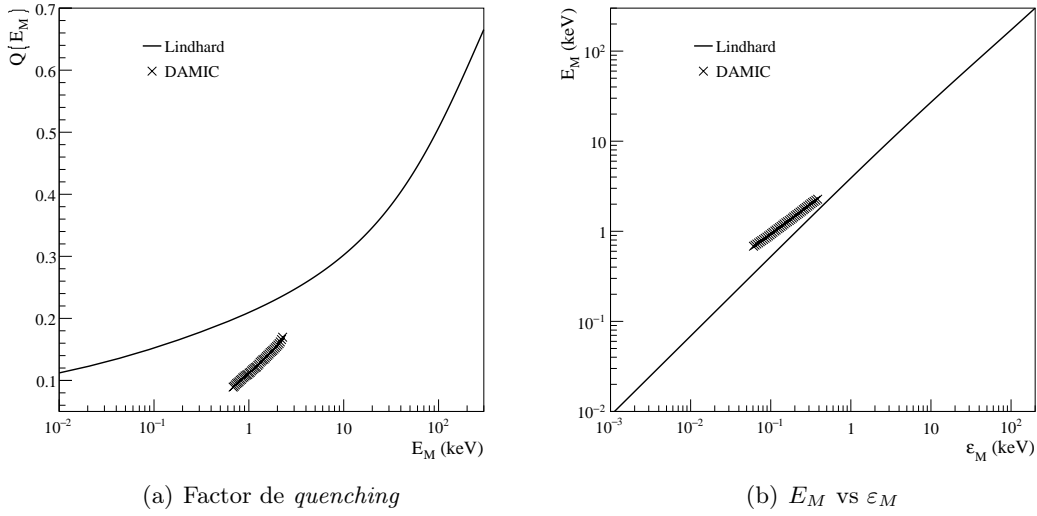 Q{E_M}
0.7
0.6
0.5
0.4
0.3
0.2
0.1
Lindhard
DAMIC
10^-2 10^-1 1 10 10^2
E_M (keV)
(a) Factor de quenching
E_M (keV)
10^2
10
1
10^-1
10^-2
Lindhard
DAMIC
10^-3 10^-2 10^-1 1 10 10^2
ε_M (keV)
(b) E_M vs ε_M